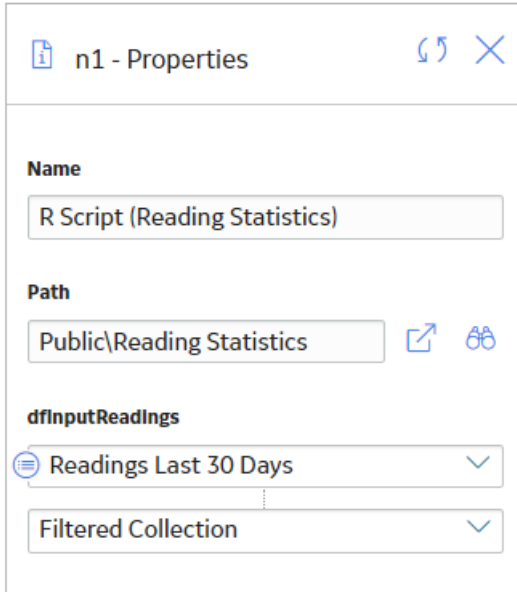 n1 - Properties
Name
R Script (Reading Statistics)
Path
Public\Reading Statistics
dfInputReadings
Readings Last 30 Days
Filtered Collection